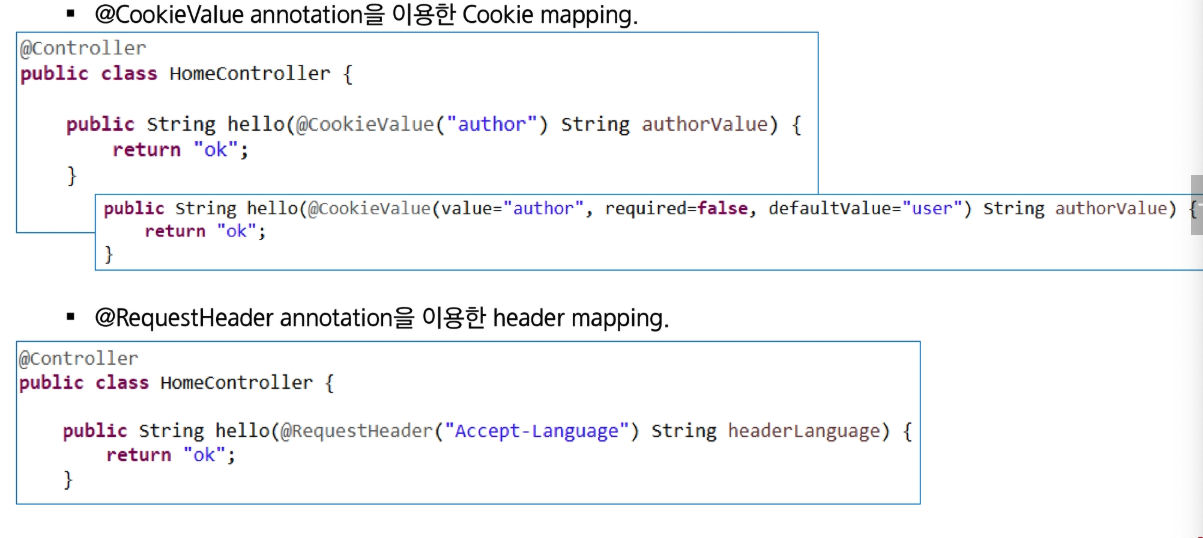 ▪ @CookieValue annotation을 이용한 Cookie mapping.
@Controller
public class HomeController {
public String hello(@CookieValue("author") String authorValue) {
return "ok";
}
public String hello(@CookieValue(value="author", required=false, defaultValue="user") String authorValue) {
return "ok";
}
▪ @RequestHeader annotation을 이용한 header mapping.
@Controller
public class HomeController {
public String hello(@RequestHeader("Accept-Language") String headerLanguage) {
return "ok";
}